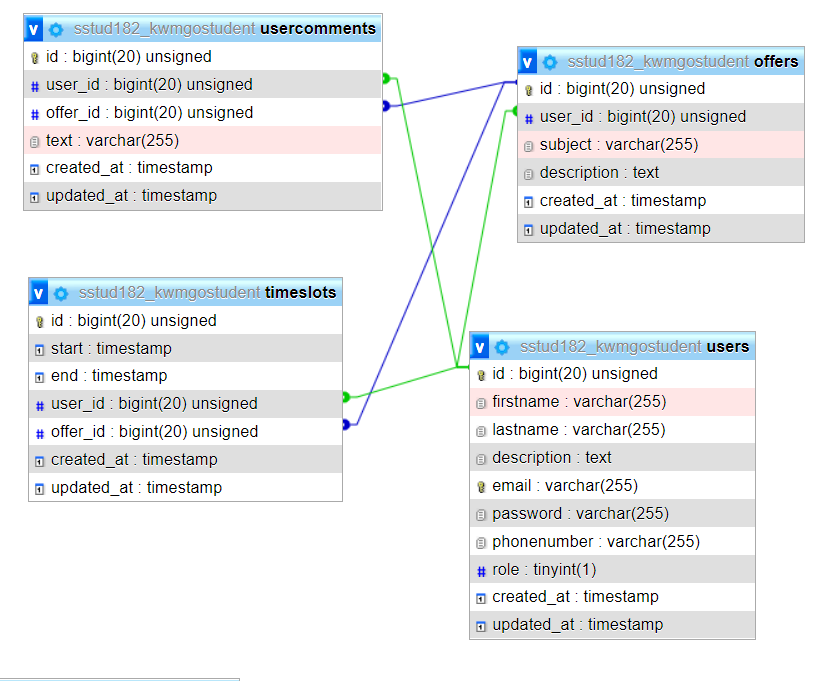 v sstud182_kwmgostudent usercomments
id : bigint(20) unsigned
# user_id : bigint(20) unsigned
# offer_id : bigint(20) unsigned
text : varchar(255)
created_at : timestamp
updated_at : timestamp
v sstud182_kwmgostudent offers
id : bigint(20) unsigned
# user_id : bigint(20) unsigned
subject : varchar(255)
description : text
created_at : timestamp
updated_at : timestamp
v sstud182_kwmgostudent timeslots
id : bigint(20) unsigned
start : timestamp
end : timestamp
# user_id : bigint(20) unsigned
# offer_id : bigint(20) unsigned
created_at : timestamp
updated_at : timestamp
v sstud182_kwmgostudent users
id : bigint(20) unsigned
firstname : varchar(255)
lastname : varchar(255)
description : text
email : varchar(255)
password : varchar(255)
phonenumber : varchar(255)
# role : tinyint(1)
created_at : timestamp
updated_at : timestamp